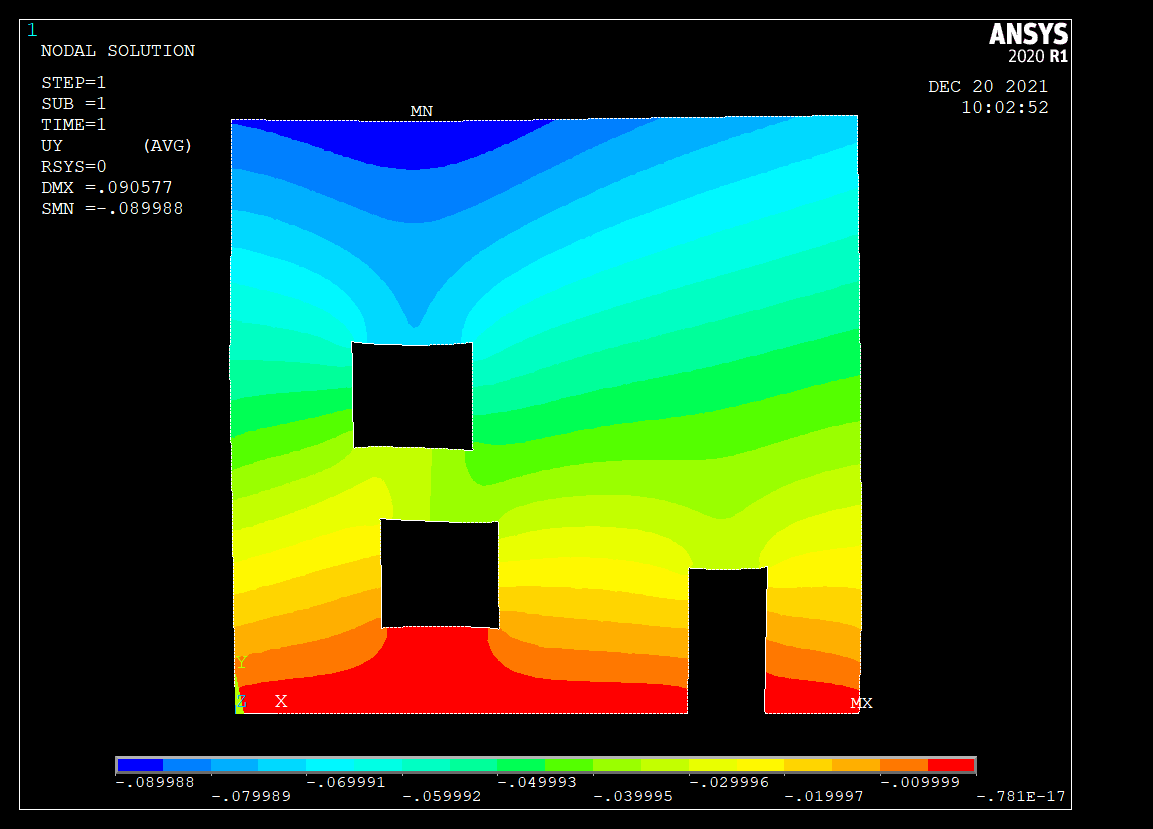 1
ANSYS
2020 R1
NODAL SOLUTION
STEP=1
SUB =1
TIME=1
UY (AVG)
RSYS=0
DMX =.090577
SMN =-.089988
DEC 20 2021
10:02:52
MN
Y
Z X
MX
-.089988 -.069991 -.049993 -.029996 -.009999
-.079989 -.059992 -.039995 -.019997 -.781E-17